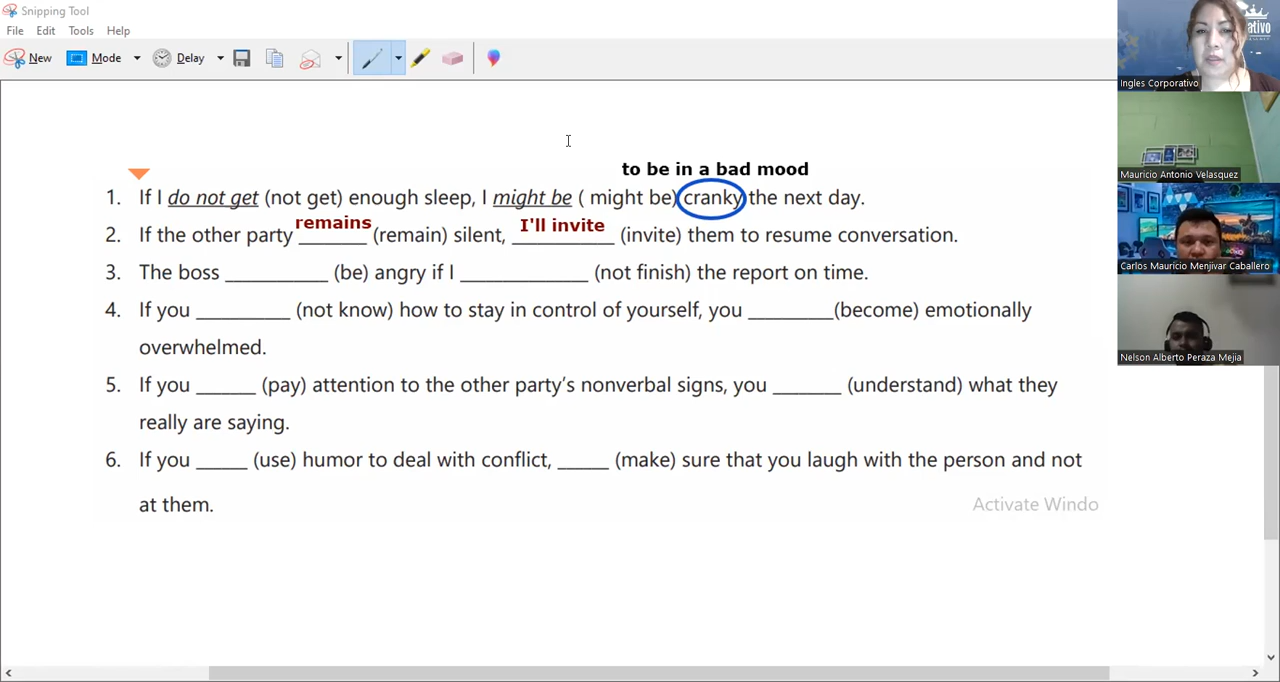 Snipping Tool
File Edit Tools Help
New Mode Delay
ativo
Ingles Corporativo
Mauricio Antonio Velasquez
Carlos Mauricio Menjivar Caballero
Nelson Alberto Peraza Mejia
to be in a bad mood
1. If I do not get (not get) enough sleep, I might be ( might be) cranky the next day.
remains I'll invite
2. If the other party ________ (remain) silent, ____________ (invite) them to resume conversation.
3. The boss ____________ (be) angry if I _______________ (not finish) the report on time.
4. If you ___________ (not know) how to stay in control of yourself, you __________(become) emotionally
overwhelmed.
5. If you _______ (pay) attention to the other party's nonverbal signs, you ________ (understand) what they
really are saying.
6. If you ______ (use) humor to deal with conflict, ______ (make) sure that you laugh with the person and not
at them.
Activate Windo